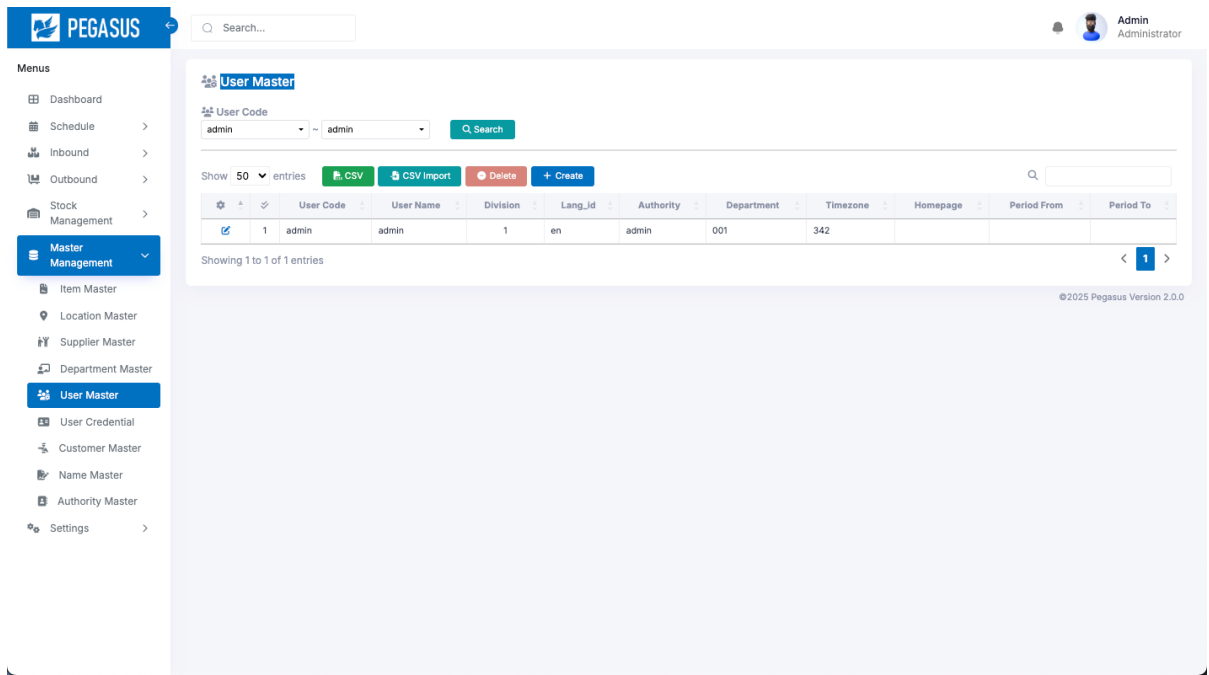 PEGASUS
Search...
Admin
Administrator
Menus
Dashboard
Schedule
Inbound
Outbound
Stock
Management
Master
Management
Item Master
Location Master
Supplier Master
Department Master
User Master
User Credential
Customer Master
Name Master
Authority Master
Settings
User Master
User Code
admin ~ admin Search
Show 50 entries CSV CSV Import Delete + Create
User Code User Name Division Lang_id Authority Department Timezone Homepage Period From Period To
1 admin admin 1 en admin 001 342
Showing 1 to 1 of 1 entries
1
©2025 Pegasus Version 2.0.0